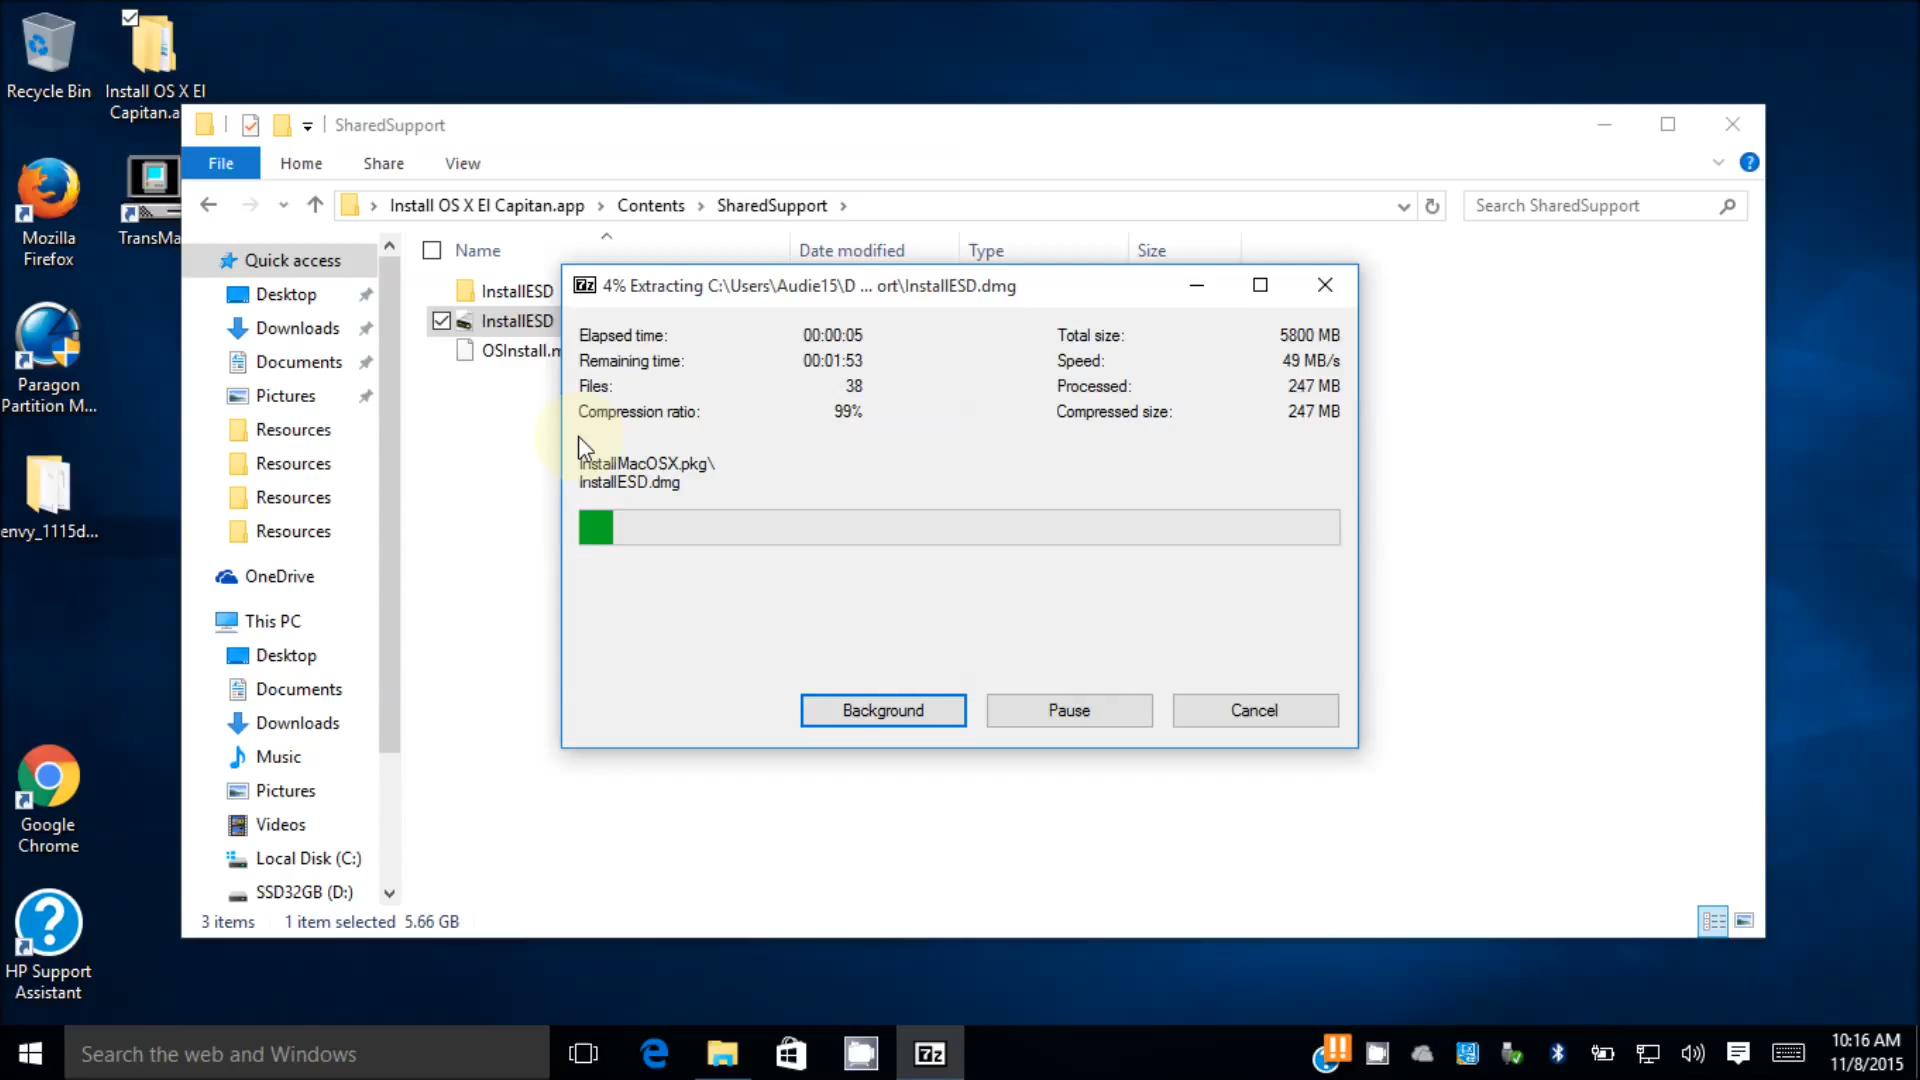 Recycle Bin
Install OS X El
Capitan.a
Mozilla
Firefox
TransMa
Paragon
Partition M...
envy_1115d...
Google
Chrome
HP Support
Assistant
SharedSupport
File Home Share View
Install OS X El Capitan.app Contents SharedSupport
Search SharedSupport
Name Date modified Type Size
Quick access
Desktop
Downloads
Documents
Pictures
Resources
Resources
Resources
Resources
OneDrive
This PC
Desktop
Documents
Downloads
Music
Pictures
Videos
Local Disk (C:)
SSD32GB (D:)
InstallESD
InstallESD
OSInstall.m
3 items 1 item selected 5.66 GB
7z 4% Extracting C:\Users\Audie15\D ... ort\InstallESD.dmg
Elapsed time: 00:00:05 Total size: 5800 MB
Remaining time: 00:01:53 Speed: 49 MB/s
Files: 38 Processed: 247 MB
Compression ratio: 99% Compressed size: 247 MB
InstallMacOSX.pkg\
InstallESD.dmg
Background Pause Cancel
Search the web and Windows
7z
10:16 AM
11/8/2015